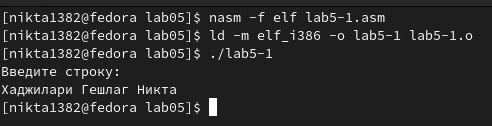 [nikta1382@fedora lab05]$ nasm -f elf lab5-1.asm
[nikta1382@fedora lab05]$ ld -m elf_i386 -o lab5-1 lab5-1.o
[nikta1382@fedora lab05]$ ./lab5-1
Введите строку:
Хаджилари Гешлаг Никта
[nikta1382@fedora lab05]$